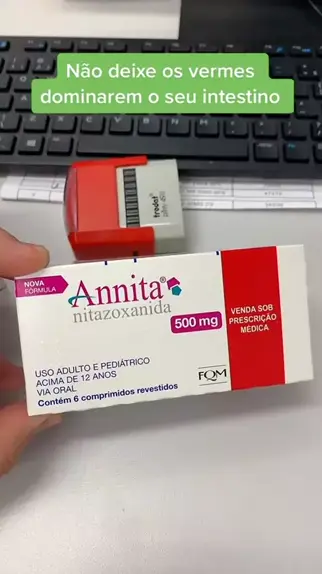 Não deixe os vermes
dominarem o seu intestino
trodat
NOVA
FÓRMULA
Annita®
nitazoxanida
500 mg
VENDA SOB
PRESCRIÇÃO
MÉDICA
USO ADULTO E PEDIÁTRICO
ACIMA DE 12 ANOS
VIA ORAL
Contém 6 comprimidos revestidos
FQM